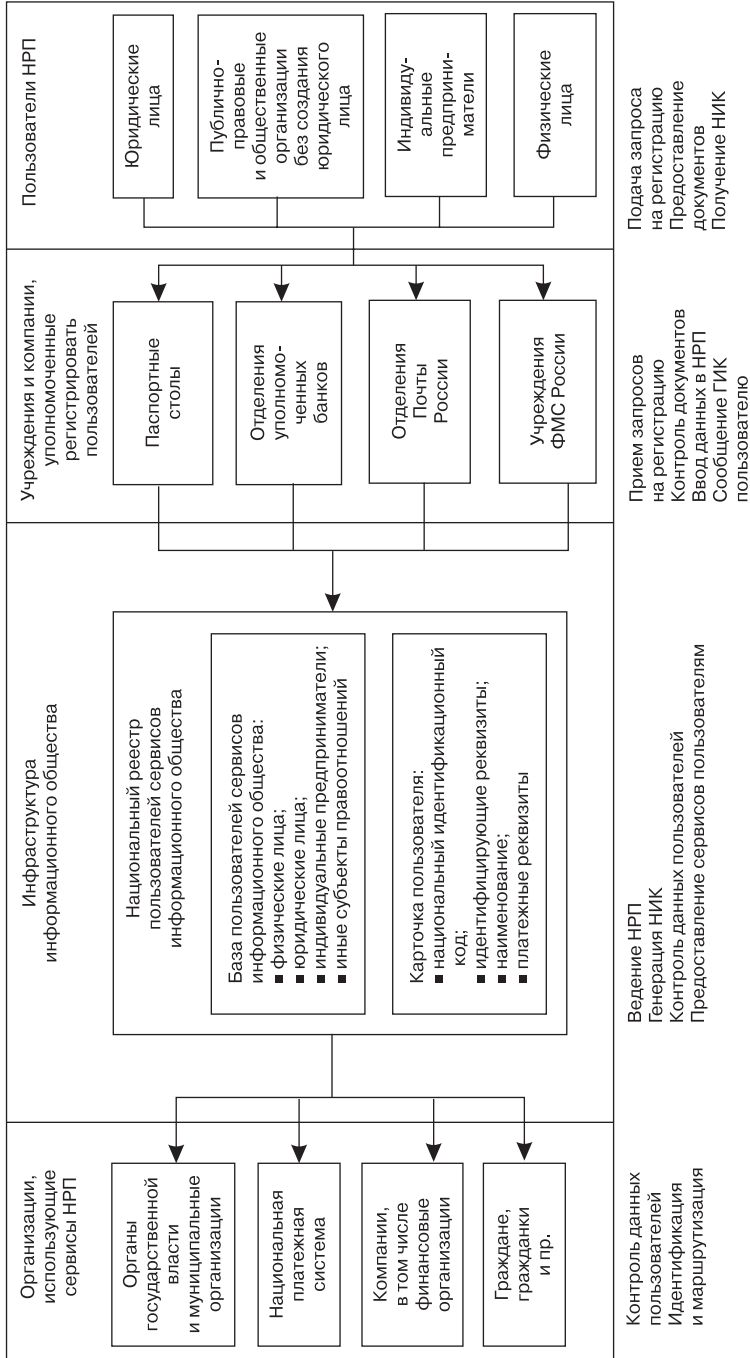 Организации,
использующие
сервисы НРП
Органы
государственной
власти
и муниципальные
организации
Национальная
платежная
система
Компании,
в том числе
финансовые
организации
Граждане,
гражданки
и пр.
Контроль данных
пользователей
Идентификация
и маршрутизация
Инфраструктура
информационного общества
Национальный реестр
пользователей сервисов
информационного общества
База пользователей сервисов
информационного общества:
■ физические лица;
■ юридические лица;
■ индивидуальные предприниматели;
■ иные субъекты правоотношений
Карточка пользователя:
■ национальный идентификационный
код;
■ идентифицирующие реквизиты;
■ наименование;
■ платежные реквизиты
Ведение НРП
Генерация НИК
Контроль данных пользователей
Предоставление сервисов пользователям
Учреждения и компании,
уполномоченные
регистрировать
пользователей
Паспортные
столы
Отделения
уполномо-
ченных
банков
Отделения
Почты
России
Учреждения
ФМС России
Прием запросов
на регистрацию
Контроль документов
Ввод данных в НРП
Сообщение ГИК
пользователю
Пользователи НРП
Юридические
лица
Публично-
правовые
и общественные
организации
без создания
юридического
лица
Индивиду-
альные
предприни-
матели
Физические
лица
Подача запроса
на регистрацию
Предоставление
документов
Получение НИК